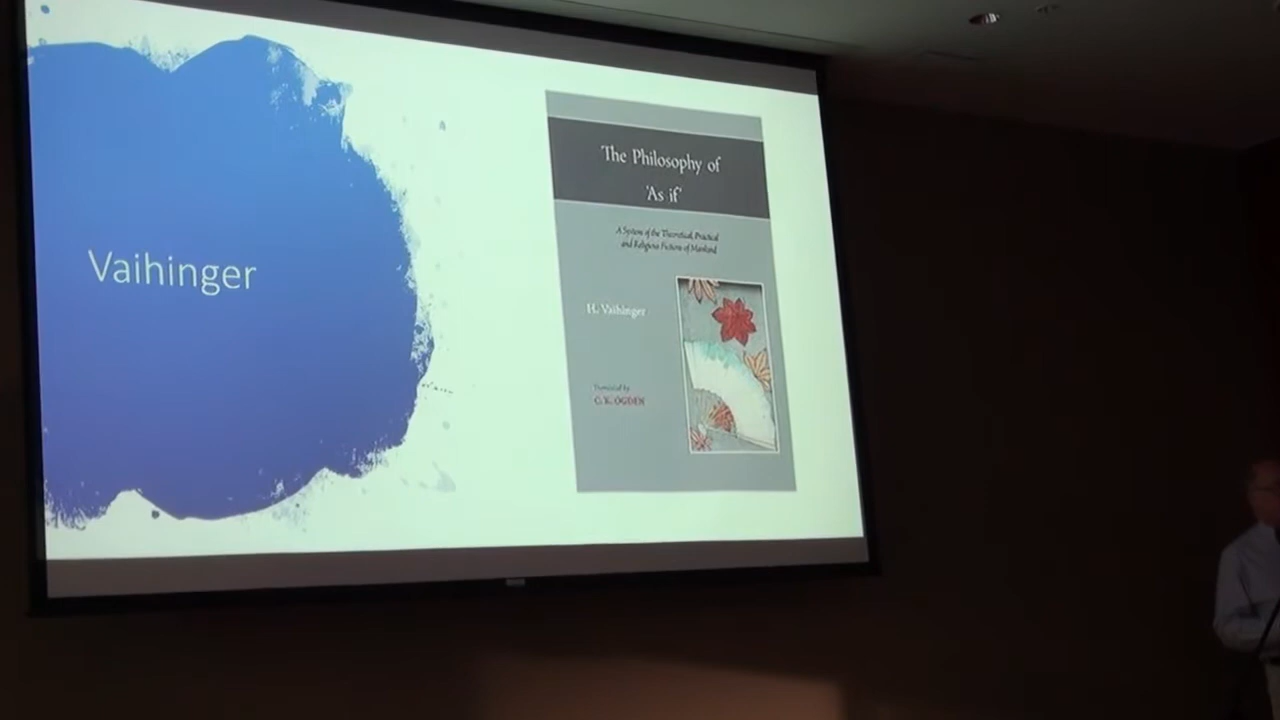 Vaihinger
The Philosophy of
'As if'
A System of the Theoretical, Practical
and Religious Fictions of Mankind
H. Vaihinger
Translated by
C. K. OGDEN